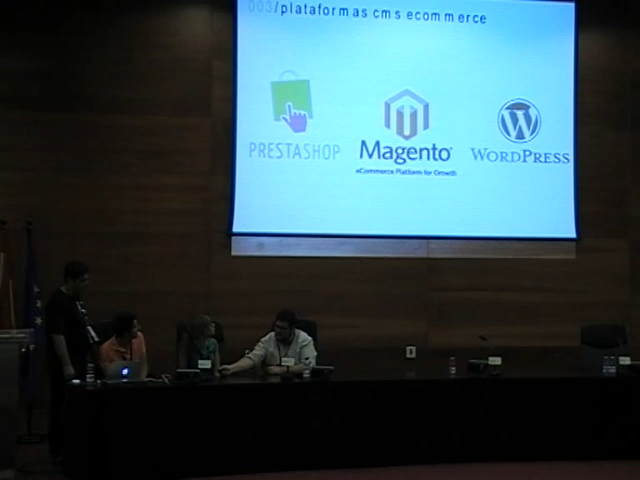 003/plataformas cms ecommerce
PRESTASHOP
Magento
eCommerce Platform for Growth
WORDPRESS